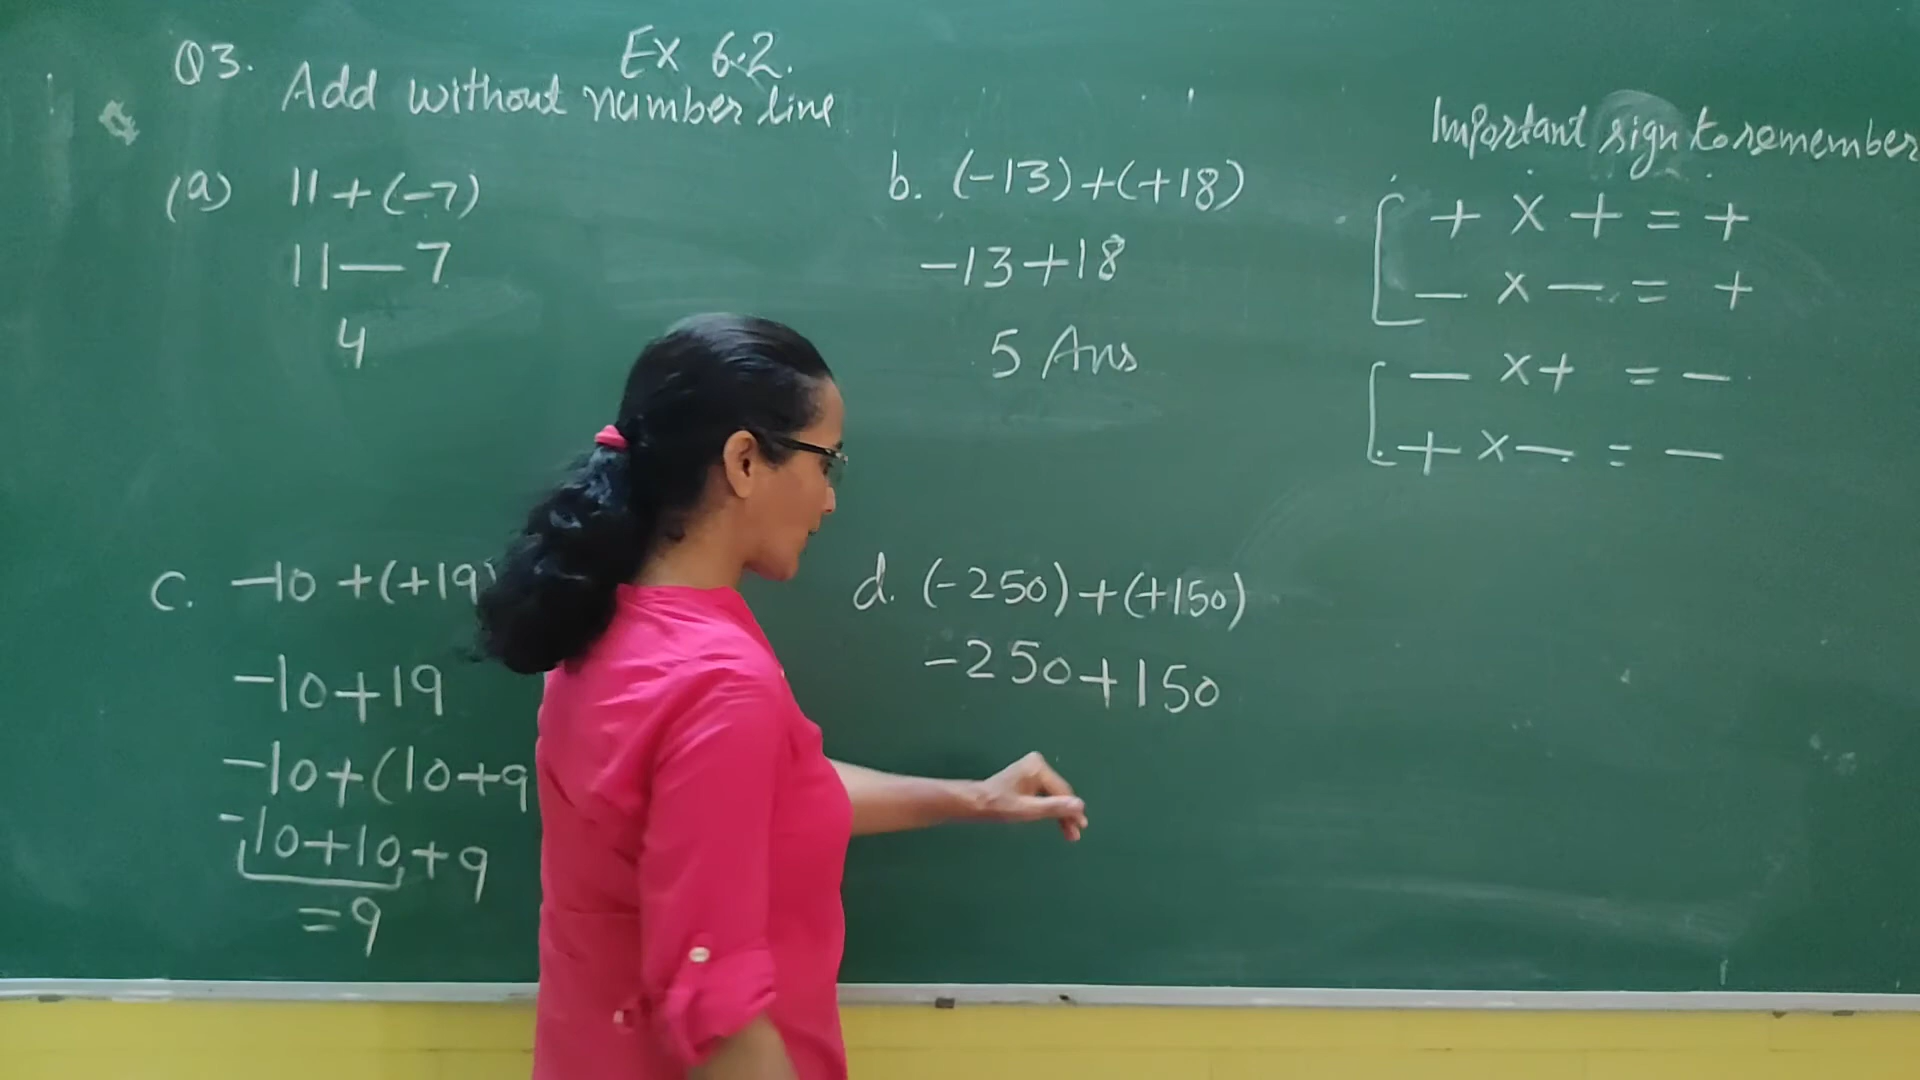 Ex 6.2.
Q3. Add without number line
(a) 11 + (-7)
11 — 7
4
b. (-13) + (+18)
-13 + 18
5 Ans
c. -10 + (+19)
-10 + 19
-10 + (10 + 9
-10 + 10 + 9
= 9
d. (-250) + (+150)
-250 + 150
Important sign to remember
+ × + = +
— × — = +
— × + = —
+ × — = —